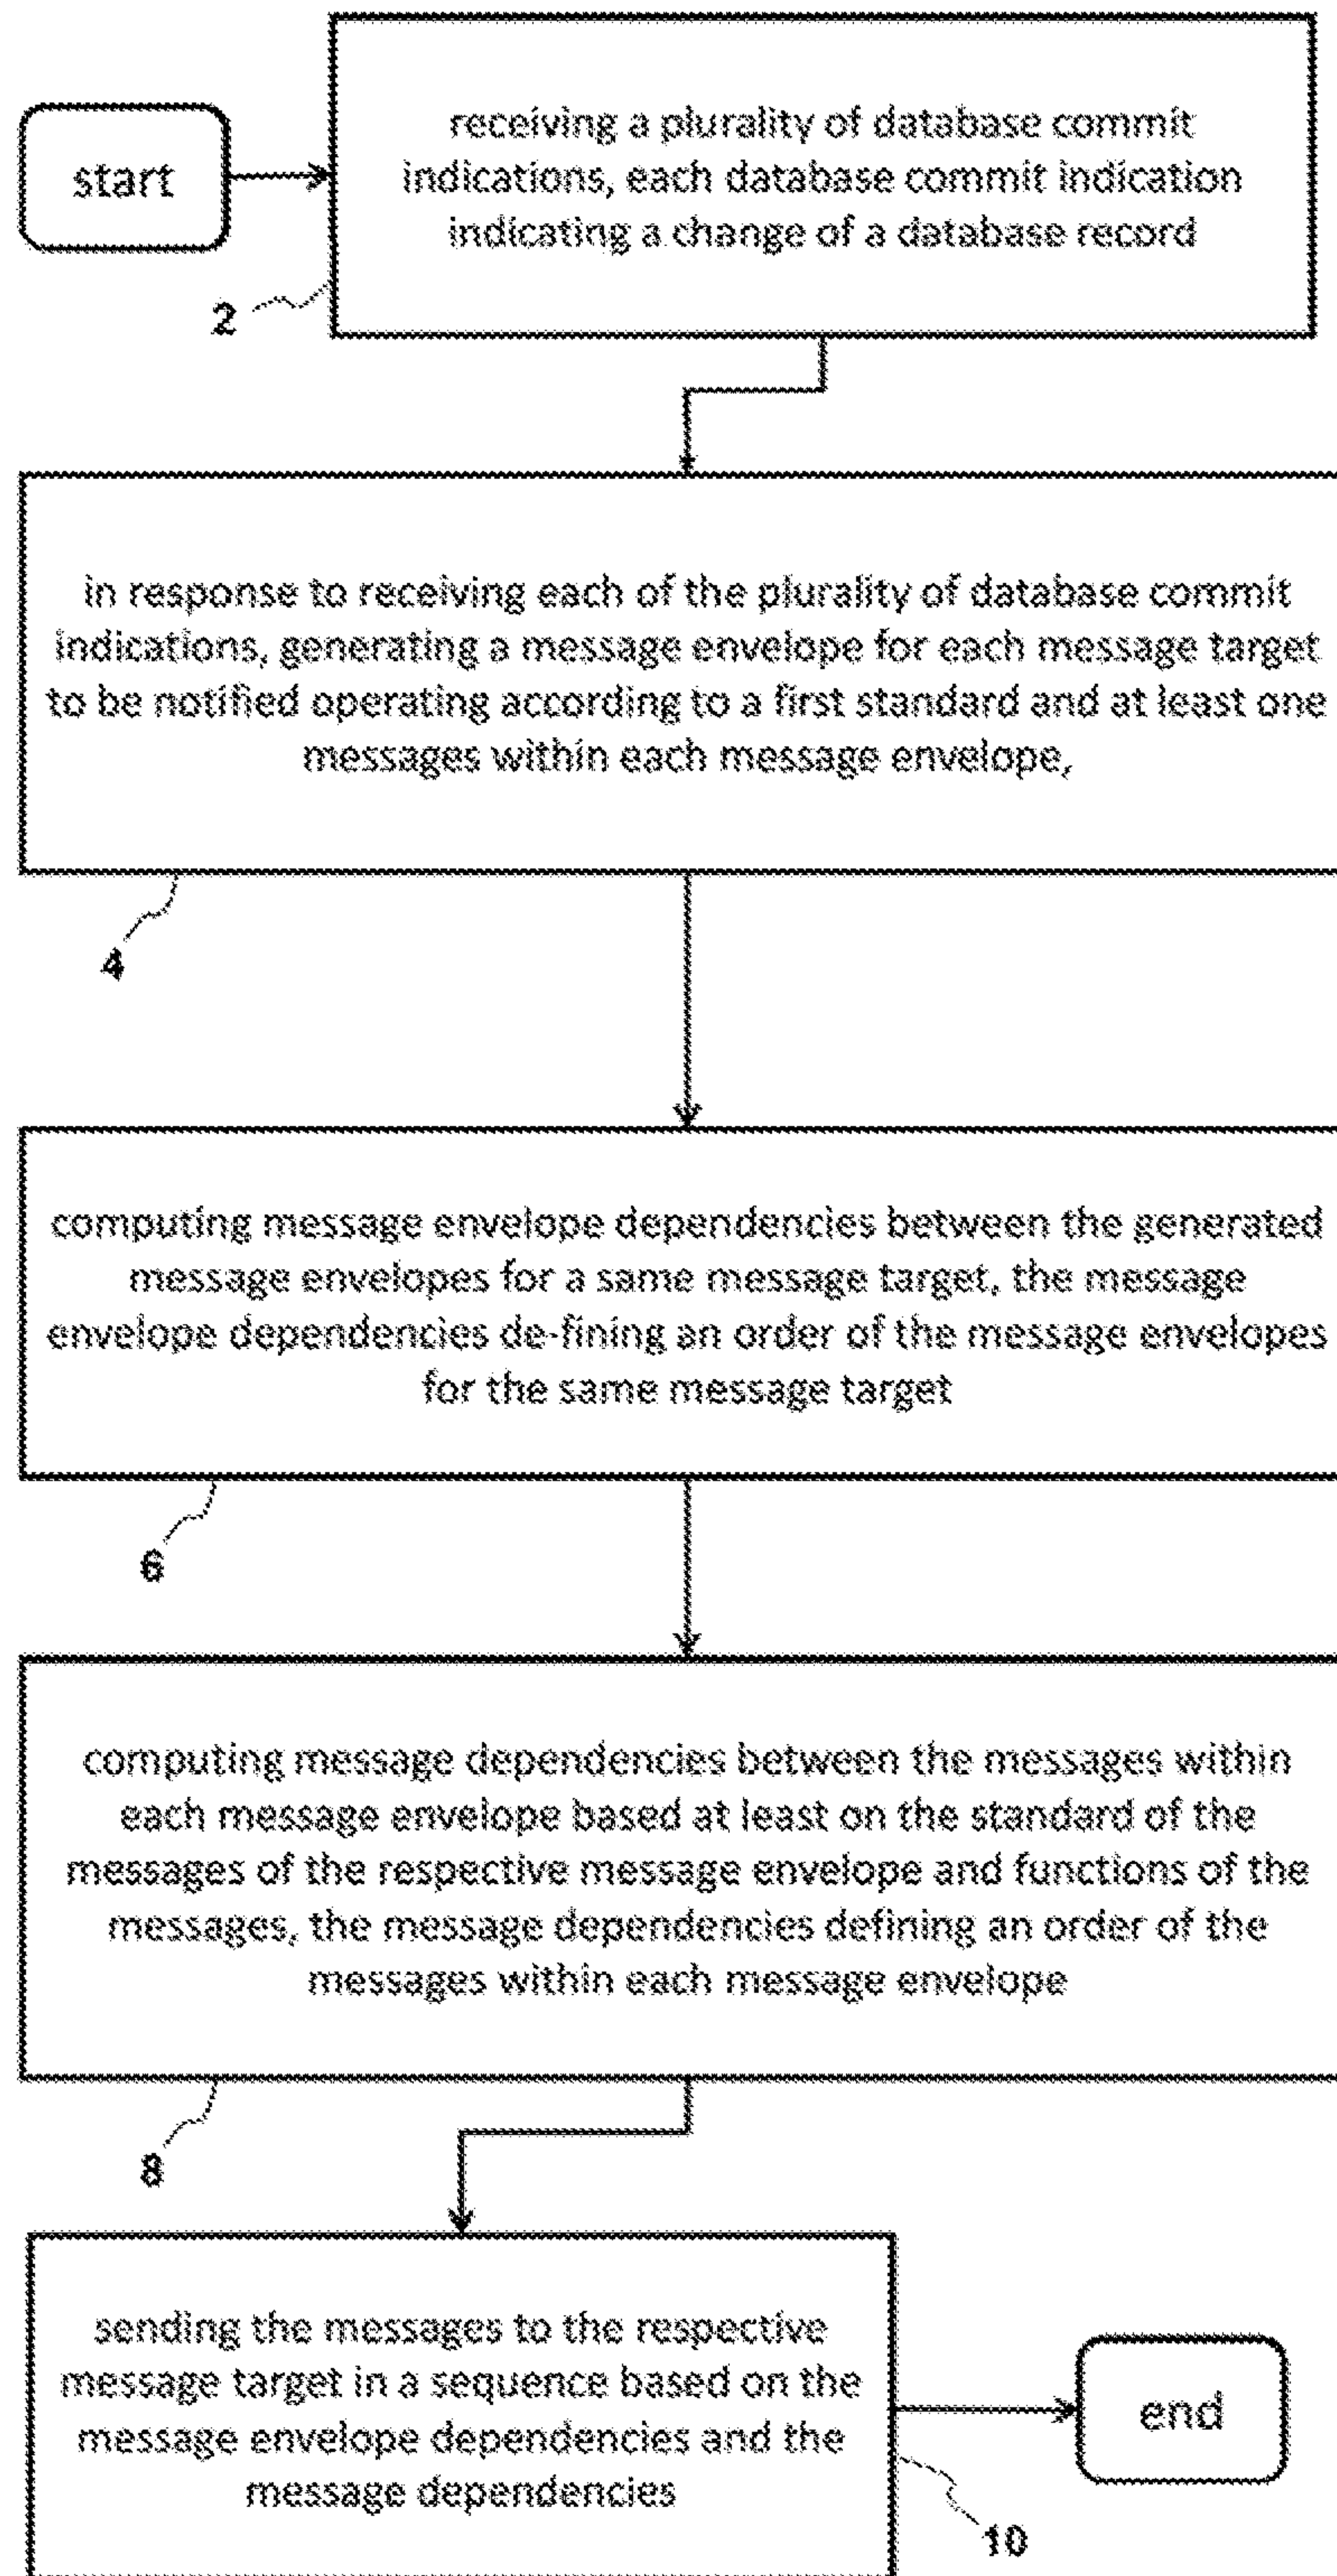 start
receiving a plurality of database commit
indications, each database commit indication
indicating a change of a database record
2
in response to receiving each of the plurality of database commit
indications, generating a message envelope for each message target
to be notified operating according to a first standard and at least one
messages within each message envelope,
4
computing message envelope dependencies between the generated
message envelopes for a same message target, the message
envelope dependencies de-fining an order of the message envelopes
for the same message target
6
computing message dependencies between the messages within
each message envelope based at least on the standard of the
messages of the respective message envelope and functions of the
messages, the message dependencies defining an order of the
messages within each message envelope
8
sending the messages to the respective
message target in a sequence based on the
message envelope dependencies and the
message dependencies
end
10